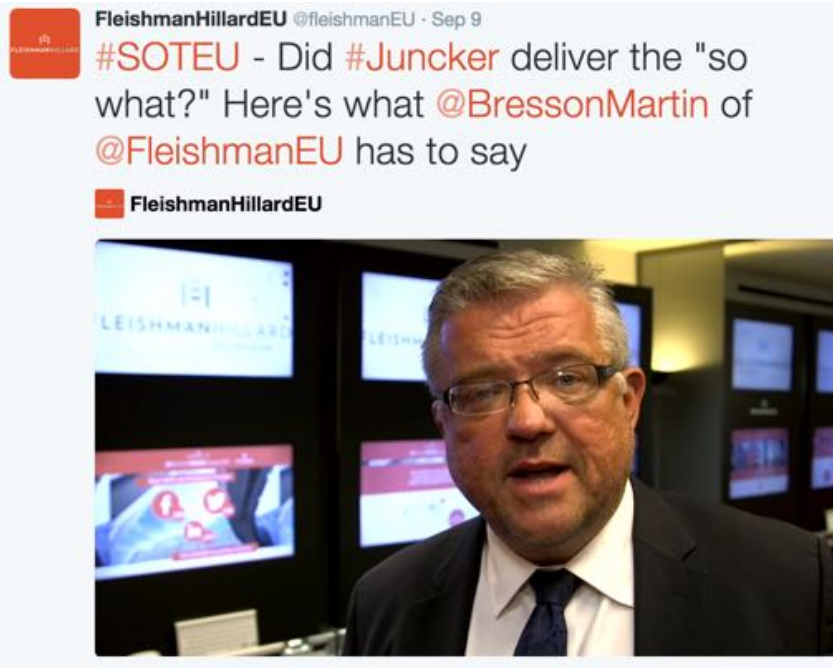 FleishmanHillardEU @fleishmanEU · Sep 9
#SOTEU - Did #Juncker deliver the "so
what?" Here's what @BressonMartin of
@FleishmanEU has to say
FleishmanHillardEU
LEISHMANHILLARD
FLEISHM